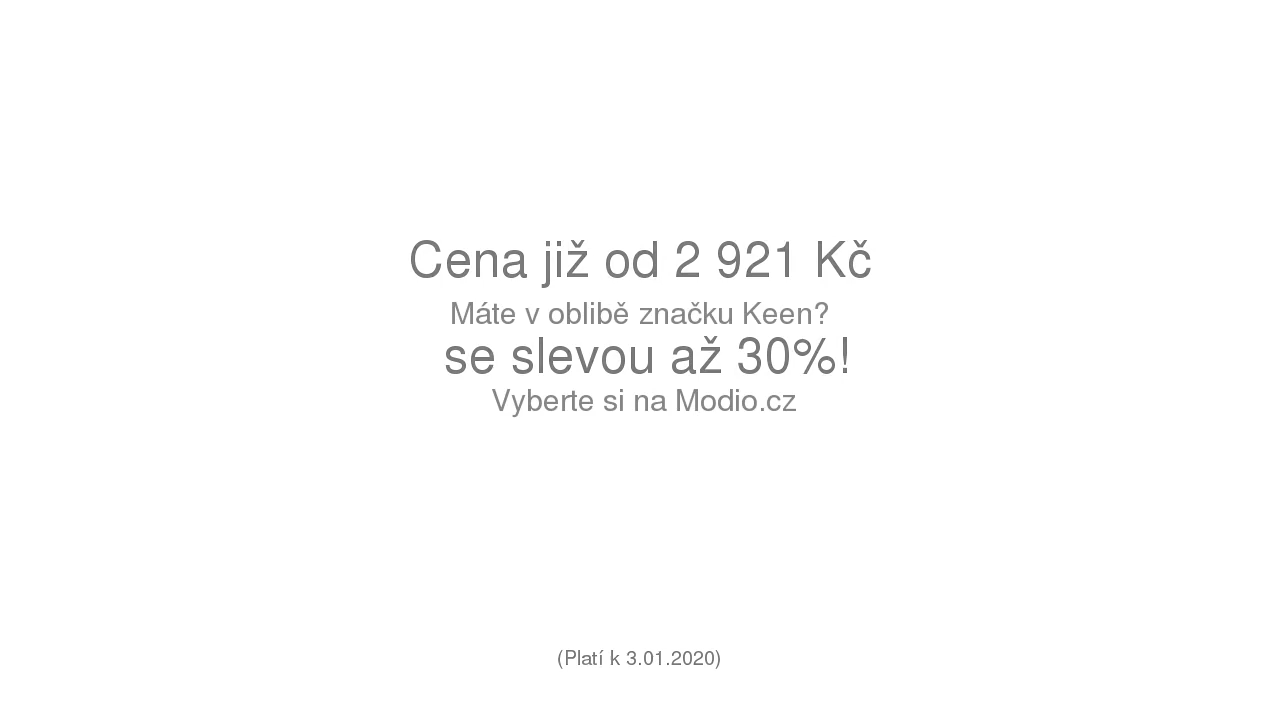 Cena již od 2 921 Kč
Máte v oblibě značku Keen?
se slevou až 30%!
Vyberte si na Modio.cz
(Platí k 3.01.2020)